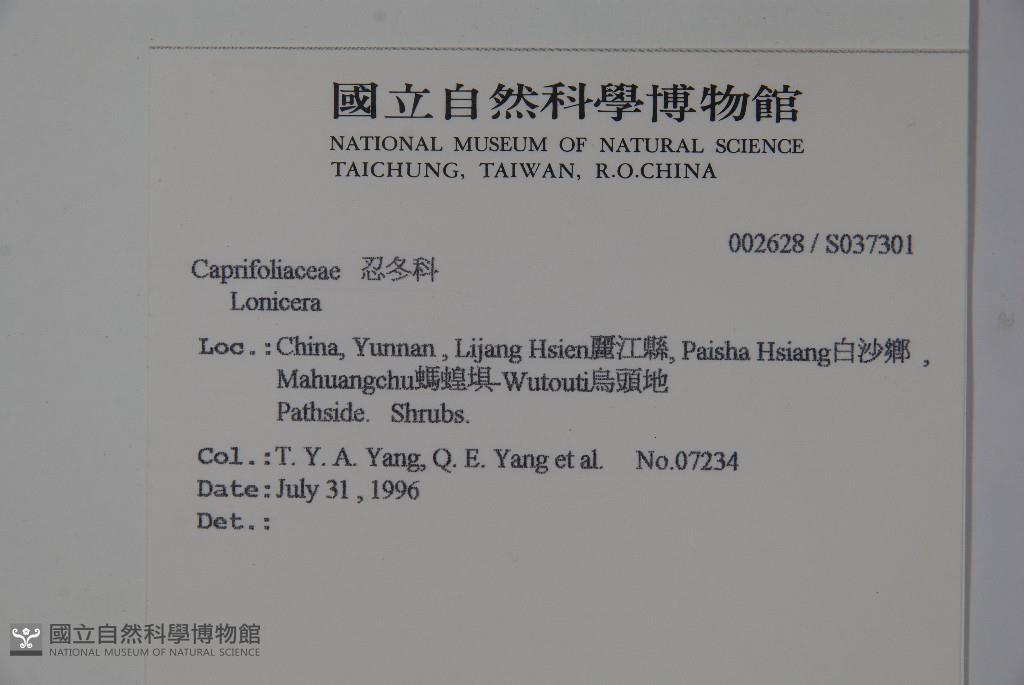 國立自然科學博物館
NATIONAL MUSEUM OF NATURAL SCIENCE
TAICHUNG, TAIWAN, R.O.CHINA
002628 / S037301
Caprifoliaceae 忍冬科
Lonicera
Loc.:China, Yunnan , Lijang Hsien麗江縣, Paisha Hsiang白沙鄉 ,
Mahuangchu螞蝗埧-Wutouti烏頭地
Pathside. Shrubs.
Col.:T. Y. A. Yang, Q. E. Yang et al. No.07234
Date:July 31 , 1996
Det.:
國立自然科學博物館
NATIONAL MUSEUM OF NATURAL SCIENCE